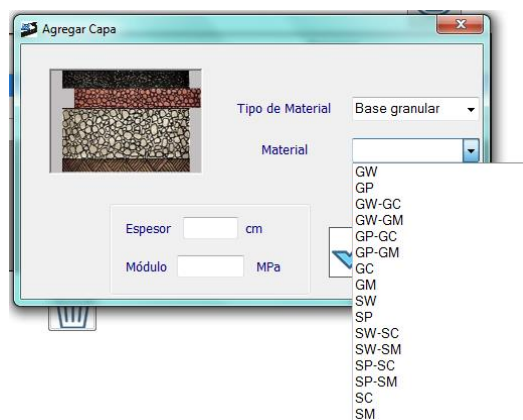 Agregar Capa
Tipo de Material Base granular
Material
Espesor cm
Módulo MPa
GW
GP
GW-GC
GW-GM
GP-GC
GP-GM
GC
GM
SW
SP
SW-SC
SW-SM
SP-SC
SP-SM
SC
SM